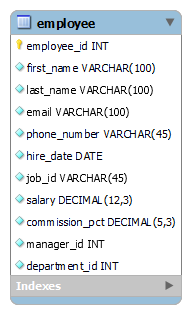 employee
employee_id INT
first_name VARCHAR(100)
last_name VARCHAR(100)
email VARCHAR(100)
phone_number VARCHAR(45)
hire_date DATE
job_id VARCHAR(45)
salary DECIMAL(12,3)
commission_pct DECIMAL(5,3)
manager_id INT
department_id INT
Indexes